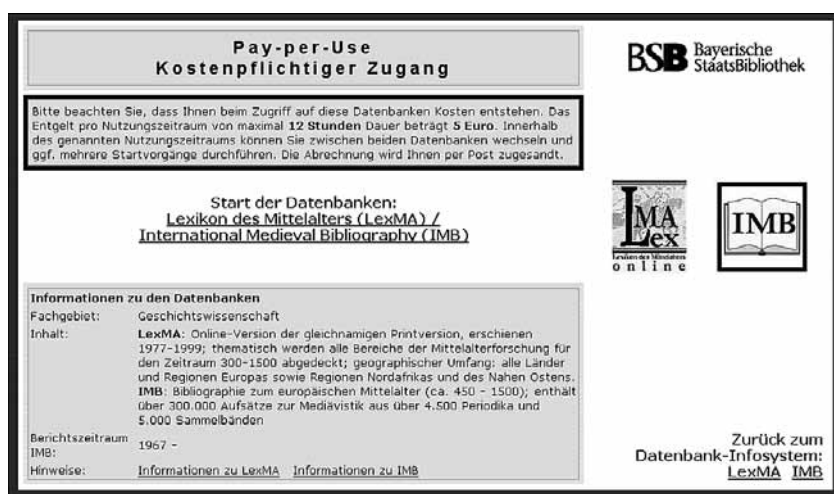 Pay-per-Use
Kostenpflichtiger Zugang
BSB Bayerische
StaatsBibliothek
Bitte beachten Sie, dass Ihnen beim Zugriff auf diese Datenbanken Kosten entstehen. Das
Entgelt pro Nutzungszeitraum von maximal 12 Stunden Dauer beträgt 5 Euro. Innerhalb
des genannten Nutzungszeitraums können Sie zwischen beiden Datenbanken wechseln und
ggf. mehrere Startvorgänge durchführen. Die Abrechnung wird Ihnen per Post zugesandt.
Start der Datenbanken:
Lexikon des Mittelalters (LexMA) /
International Medieval Bibliography (IMB)
LMA
Lex
Lexikon des Mittelalters
online
IMB
Informationen zu den Datenbanken
Fachgebiet: Geschichtswissenschaft
Inhalt: LexMA: Online-Version der gleichnamigen Printversion, erschienen
1977-1999; thematisch werden alle Bereiche der Mittelalterforschung für
den Zeitraum 300-1500 abgedeckt; geographischer Umfang: alle Länder
und Regionen Europas sowie Regionen Nordafrikas und des Nahen Ostens.
IMB: Bibliographie zum europäischen Mittelalter (ca. 450 - 1500); enthält
über 300.000 Aufsätze zur Mediävistik aus über 4.500 Periodika und
5.000 Sammelbänden
Berichtszeitraum
IMB: 1967 -
Hinweise: Informationen zu LexMA Informationen zu IMB
Zurück zum
Datenbank-Infosystem:
LexMA IMB